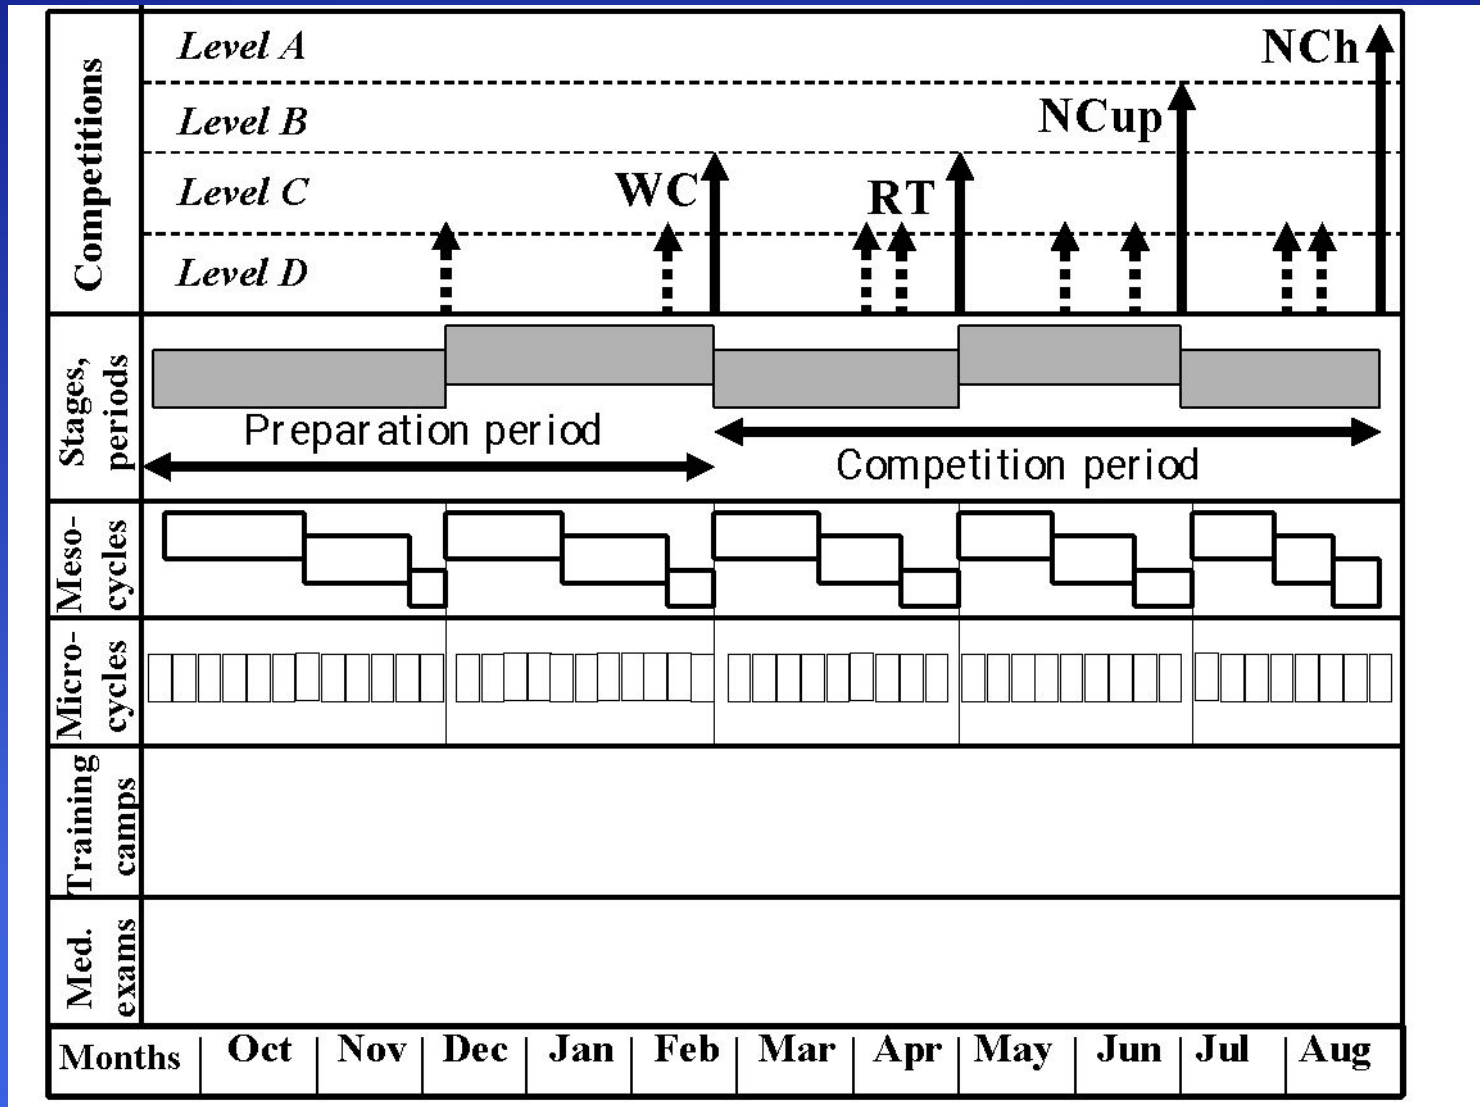 Competitions
Level A
NCh
Level B
NCup
Level C
WC
RT
Level D
Stages,
periods
Preparation period
Competition period
Meso-
cycles
Micro-
cycles
Training
camps
Med.
exams
Months Oct Nov Dec Jan Feb Mar Apr May Jun Jul Aug